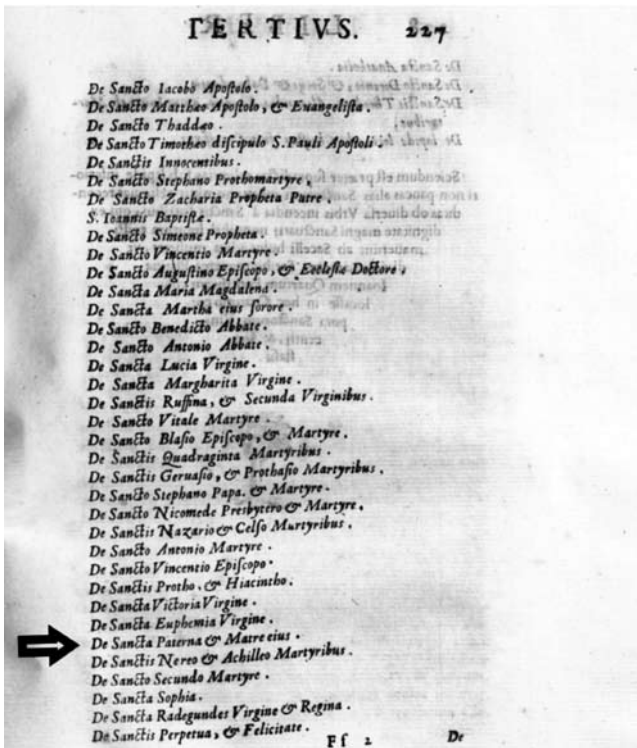 TERTIVS. 227
De Sancto Iacobo Apostolo.
De Sancto Matthæo Apostolo, & Euangelista.
De Sancto Thaddæo.
De Sancto Timotheo discipulo S. Pauli Apostoli.
De Sanctis Innocentibus.
De Sancto Stephano Prothomartyre,
De Sancto Zacharia Propheta Patre.
S. Ioannis Baptistæ.
De Sancto Simeone Propheta.
De Sancto Vincentio Martyre.
De Sancto Augustino Episcopo, & Ecclesiæ Doctore,
De Sancta Maria Magdalena.
De Sancta Martha eius sorore.
De Sancto Benedicto Abbate.
De Sancto Antonio Abbate.
De Sancta Lucia Virgine.
De Sancta Margharita Virgine.
De Sanctis Ruffina, & Secunda Virginibus.
De Sancto Vitale Martyre.
De Sancto Blasio Episcopo, & Martyre.
De Sanctis Quadraginta Martyribus.
De Sanctis Geruasio, & Prothasio Martyribus.
De Sancto Stephano Papa. & Martyre.
De Sancto Nicomede Presbytero & Martyre.
De Sanctis Nazario & Celso Martyribus.
De Sancto Antonio Martyre.
De Sancto Vincentio Episcopo.
De Sanctis Protho, & Hiacintho.
De Sancta Victoria Virgine.
De Sancta Euphemia Virgine.
De Sancta Paterna & Matre eius.
De Sanctis Nereo & Achilleo Martyribus.
De Sancto Secundo Martyre.
De Sancta Sophia.
De Sancta Radegundes Virgine & Regina.
De Sanctis Perpetua, & Felicitate.
Ff 2 De